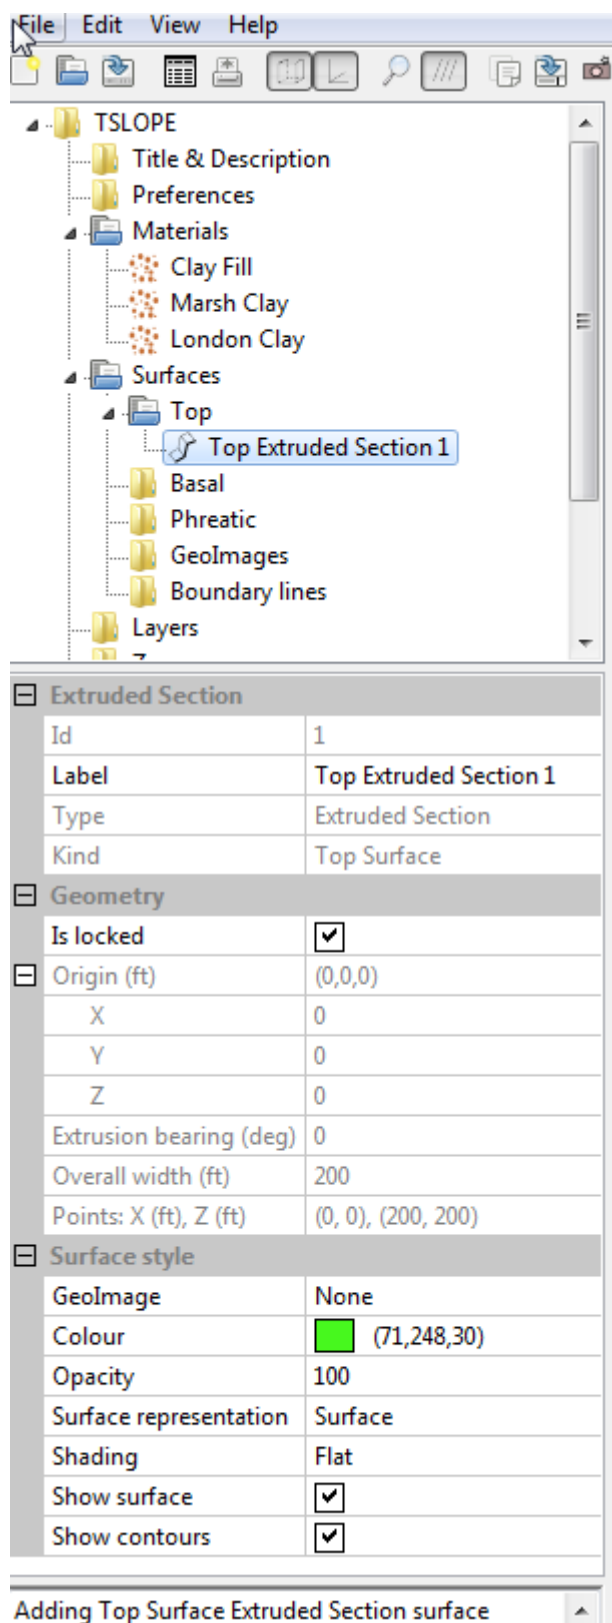 File Edit View Help
TSLOPE
Title & Description
Preferences
Materials
Clay Fill
Marsh Clay
London Clay
Surfaces
Top
Top Extruded Section 1
Basal
Phreatic
GeoImages
Boundary lines
Layers
Extruded Section
Id 1
Label Top Extruded Section 1
Type Extruded Section
Kind Top Surface
Geometry
Is locked
Origin (ft) (0,0,0)
X 0
Y 0
Z 0
Extrusion bearing (deg) 0
Overall width (ft) 200
Points: X (ft), Z (ft) (0, 0), (200, 200)
Surface style
GeoImage None
Colour (71,248,30)
Opacity 100
Surface representation Surface
Shading Flat
Show surface
Show contours
Adding Top Surface Extruded Section surface